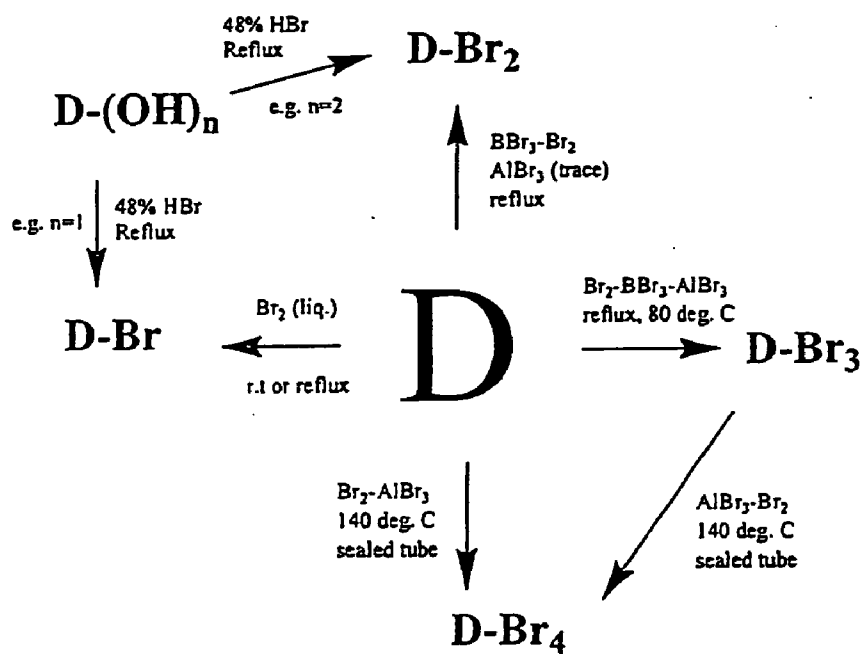 48% HBr
Reflux
D-Br₂
D-(OH)ₙ
e.g. n=2
BBr₃-Br₂
AlBr₃ (trace)
reflux
e.g. n=1
48% HBr
Reflux
Br₂ (liq.)
D
Br₂-BBr₃-AlBr₃
reflux, 80 deg. C
D-Br
D-Br₃
r.t or reflux
Br₂-AlBr₃
140 deg. C
sealed tube
AlBr₃-Br₂
140 deg. C
sealed tube
D-Br₄